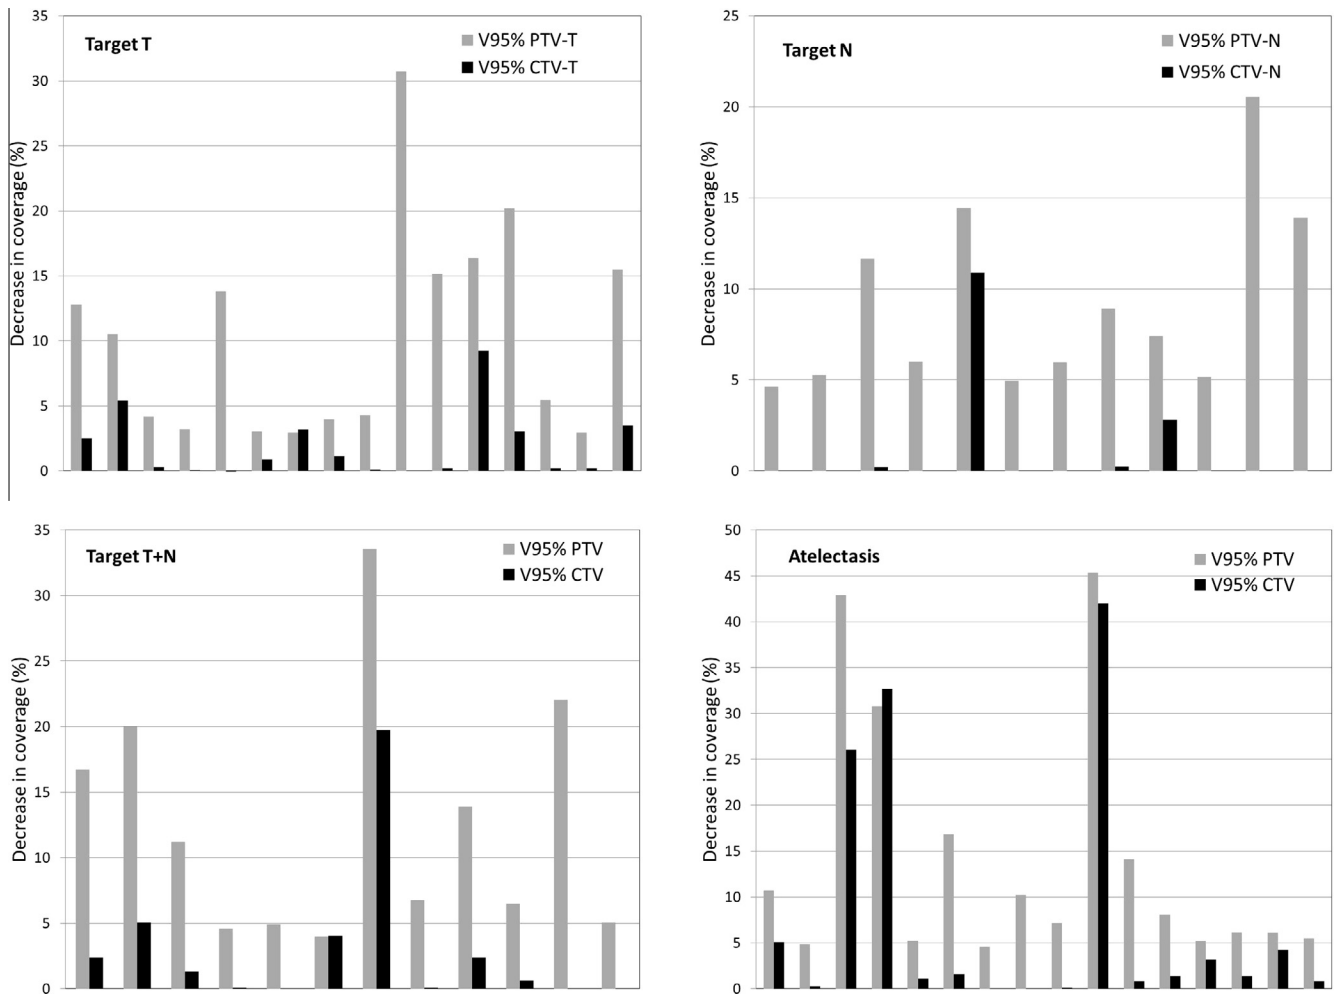 Target T
V95% PTV-T
V95% CTV-T
Decrease in coverage (%)
35
30
25
20
15
10
5
0
Target N
V95% PTV-N
V95% CTV-N
Decrease in coverage (%)
25
20
15
10
5
0
Target T+N
V95% PTV
V95% CTV
Decrease in coverage (%)
35
30
25
20
15
10
5
0
Atelectasis
V95% PTV
V95% CTV
Decrease in coverage (%)
50
45
40
35
30
25
20
15
10
5
0